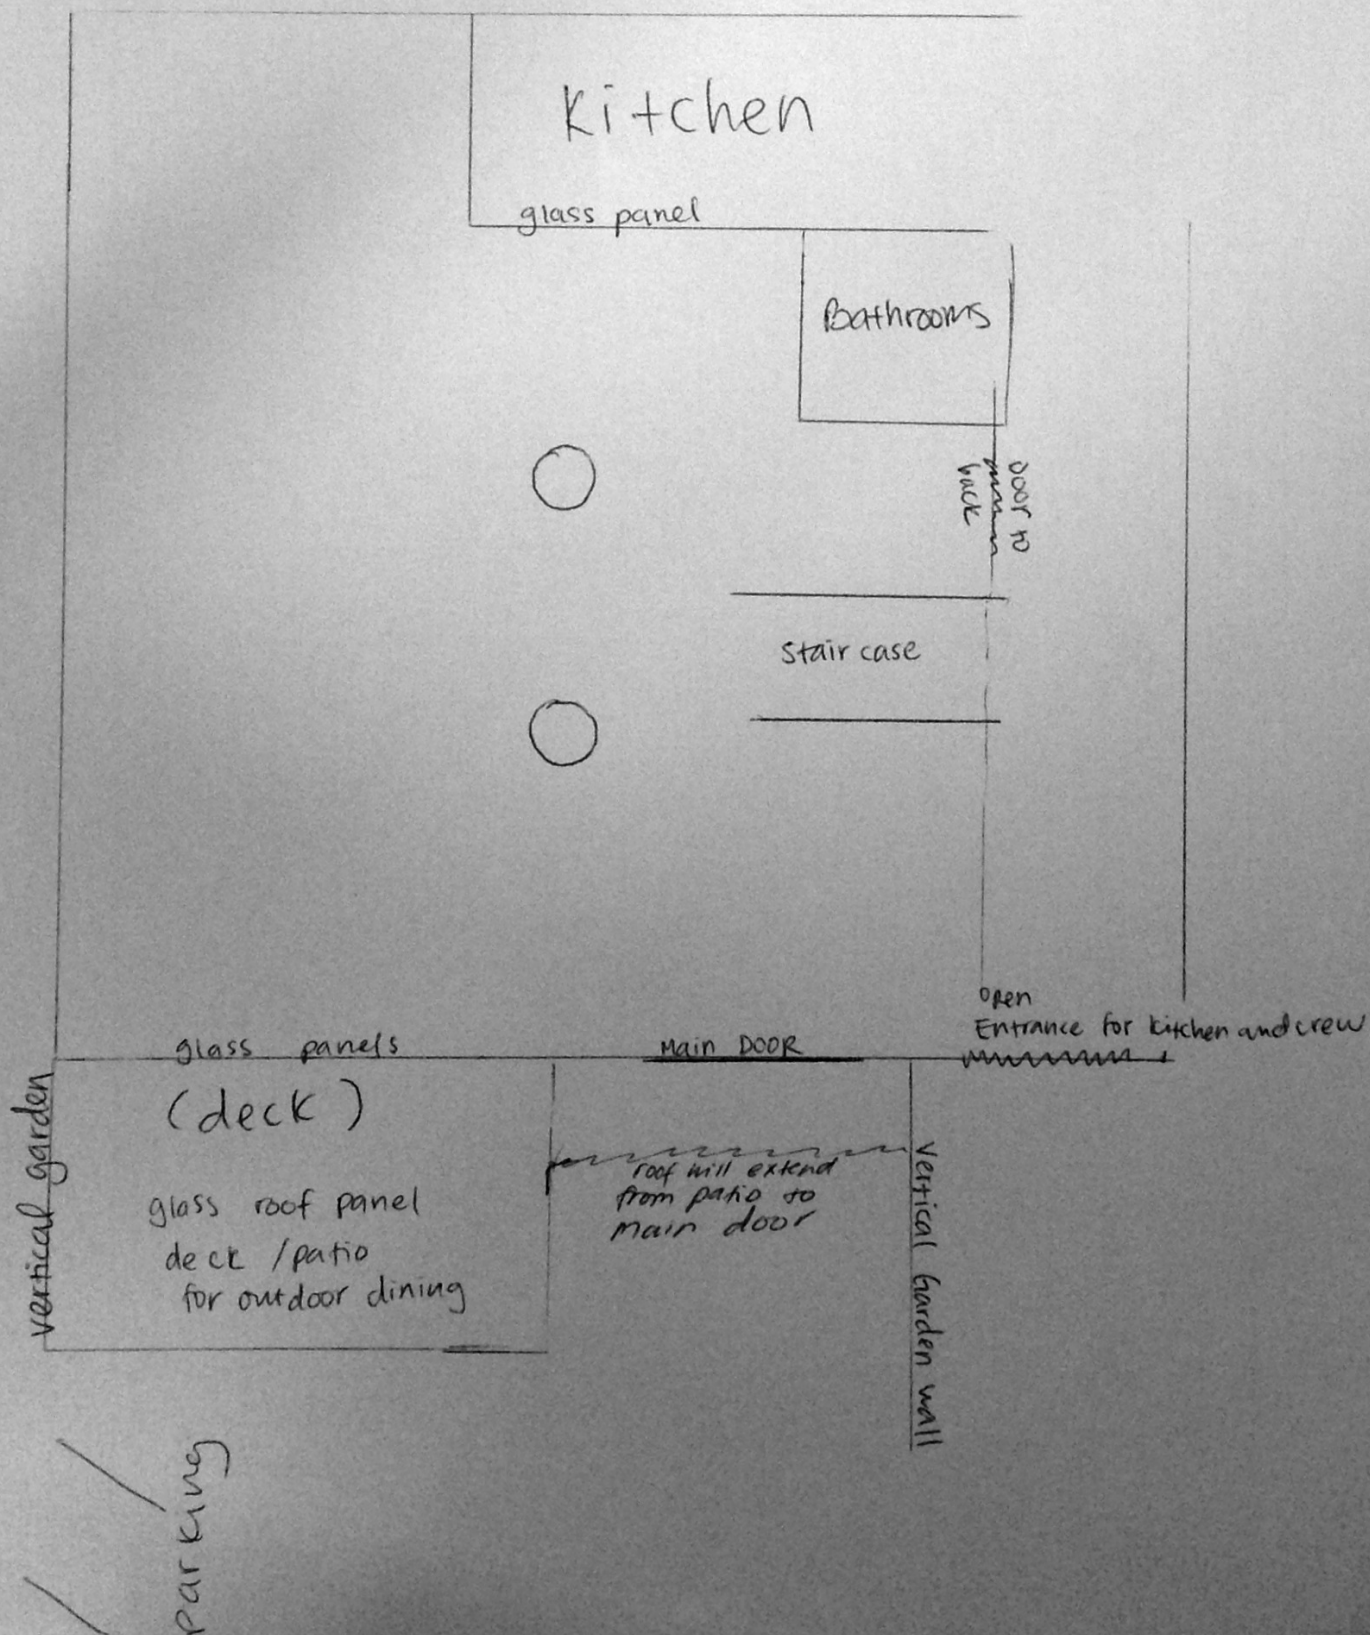 Kitchen
glass panel
Bathrooms
Door to
back
Stair case
open
Entrance for kitchen and crew
glass panels
Main DOOR
(deck)
vertical garden
glass roof panel
deck / patio
for outdoor dining
roof will extend
from patio to
main door
Vertical Garden wall
parking